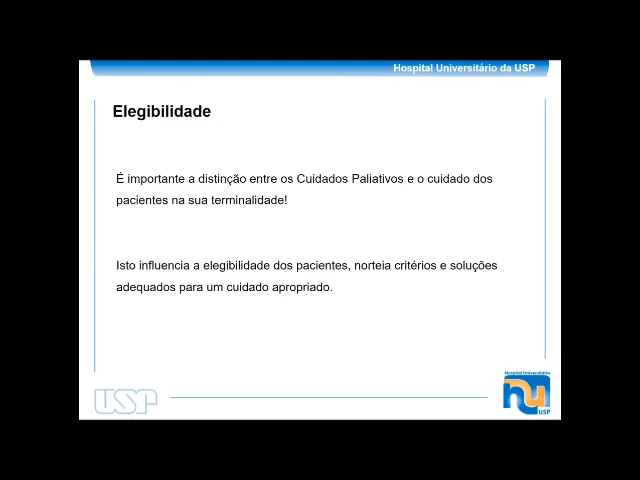 Hospital Universitário da USP
Elegibilidade
É importante a distinção entre os Cuidados Paliativos e o cuidado dos
pacientes na sua terminalidade!
Isto influencia a elegibilidade dos pacientes, norteia critérios e soluções
adequados para um cuidado apropriado.
USP
Hospital Universitário
hu
USP